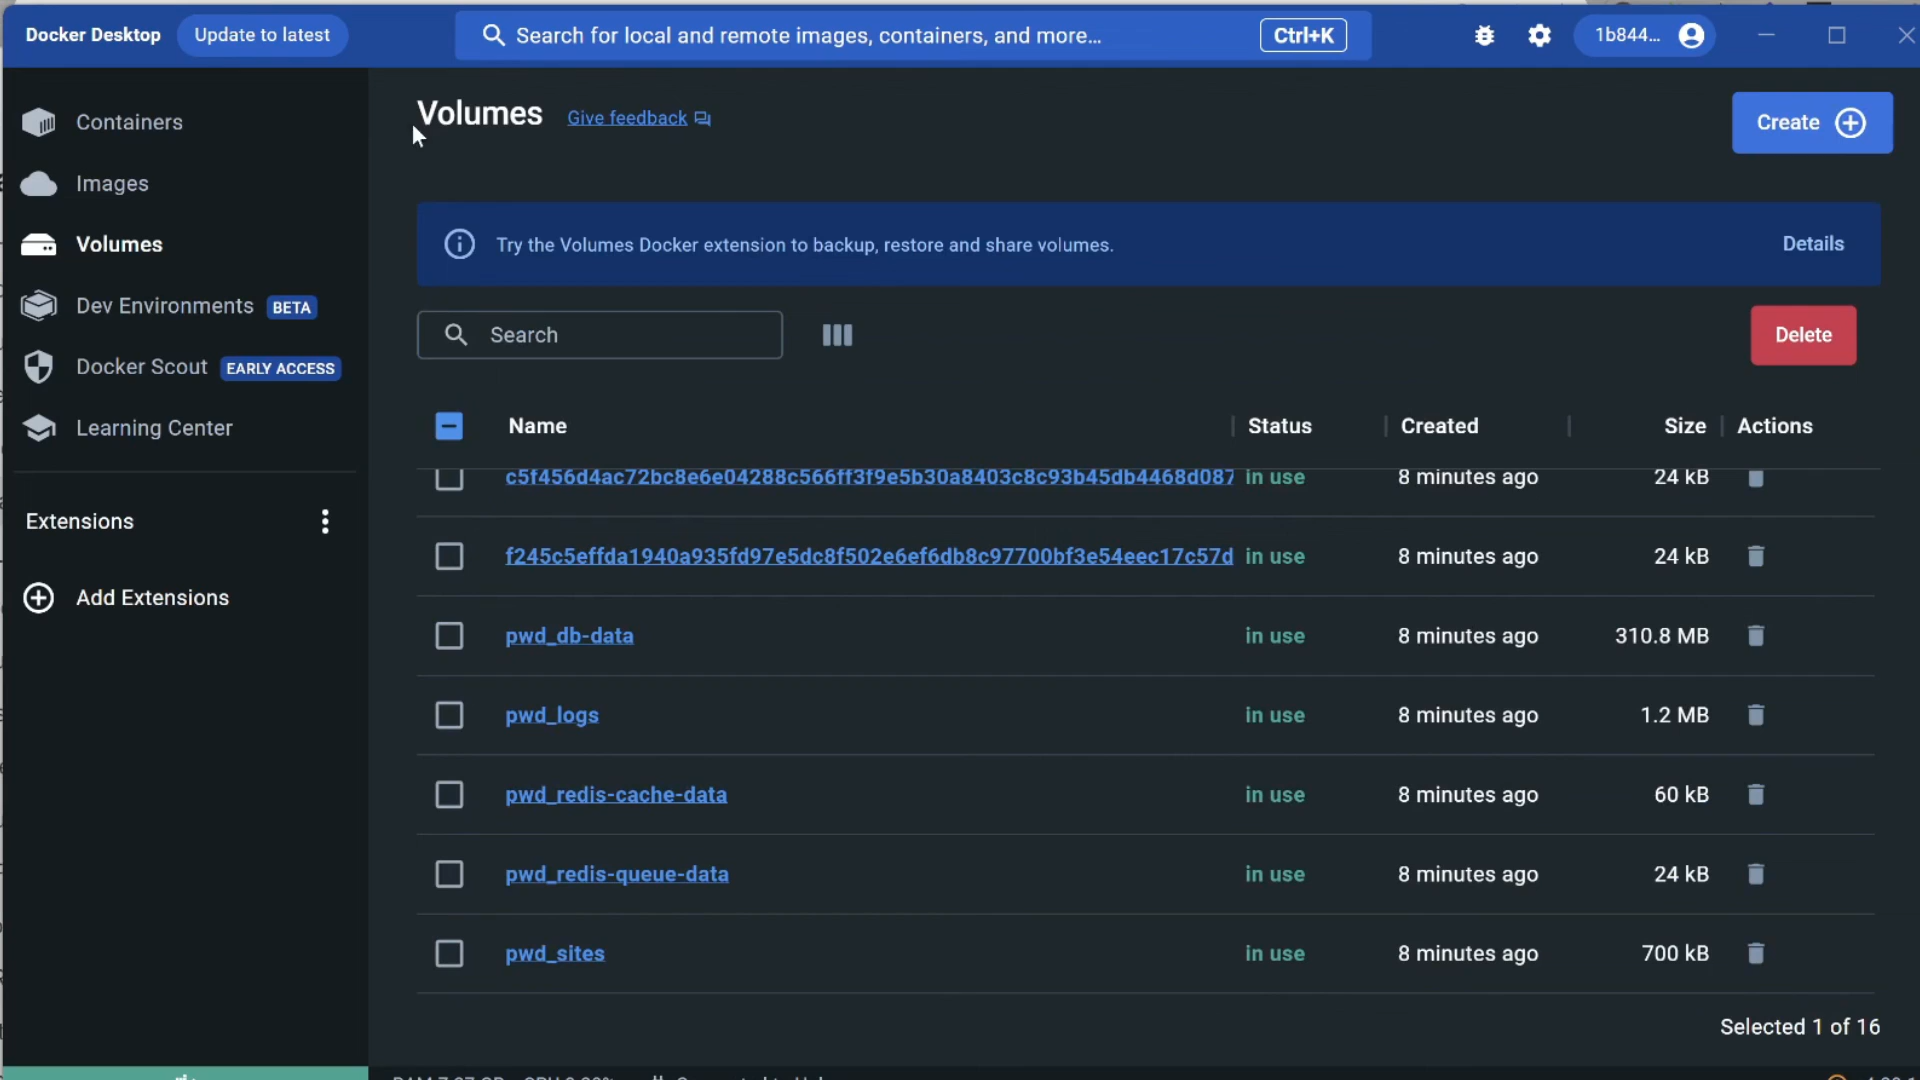 Docker Desktop Update to latest Search for local and remote images, containers, and more... Ctrl+K 1b844...
Containers
Images
Volumes
Dev Environments BETA
Docker Scout EARLY ACCESS
Learning Center
Extensions
Add Extensions
Volumes Give feedback
Create
Try the Volumes Docker extension to backup, restore and share volumes. Details
Search
Delete
Name Status Created Size Actions
c5f456d4ac72bc8e6e04288c566ff3f9e5b30a8403c8c93b45db4468d087 in use 8 minutes ago 24 kB
f245c5effda1940a935fd97e5dc8f502e6ef6db8c97700bf3e54eec17c57d in use 8 minutes ago 24 kB
pwd_db-data in use 8 minutes ago 310.8 MB
pwd_logs in use 8 minutes ago 1.2 MB
pwd_redis-cache-data in use 8 minutes ago 60 kB
pwd_redis-queue-data in use 8 minutes ago 24 kB
pwd_sites in use 8 minutes ago 700 kB
Selected 1 of 16